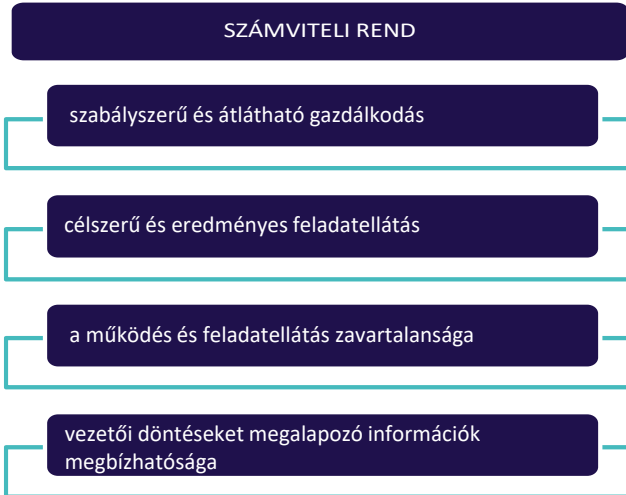 SZÁMVITELI REND
szabályszerű és átlátható gazdálkodás
célszerű és eredményes feladatellátás
a működés és feladatellátás zavartalansága
vezetői döntéseket megalapozó információk
megbízhatósága